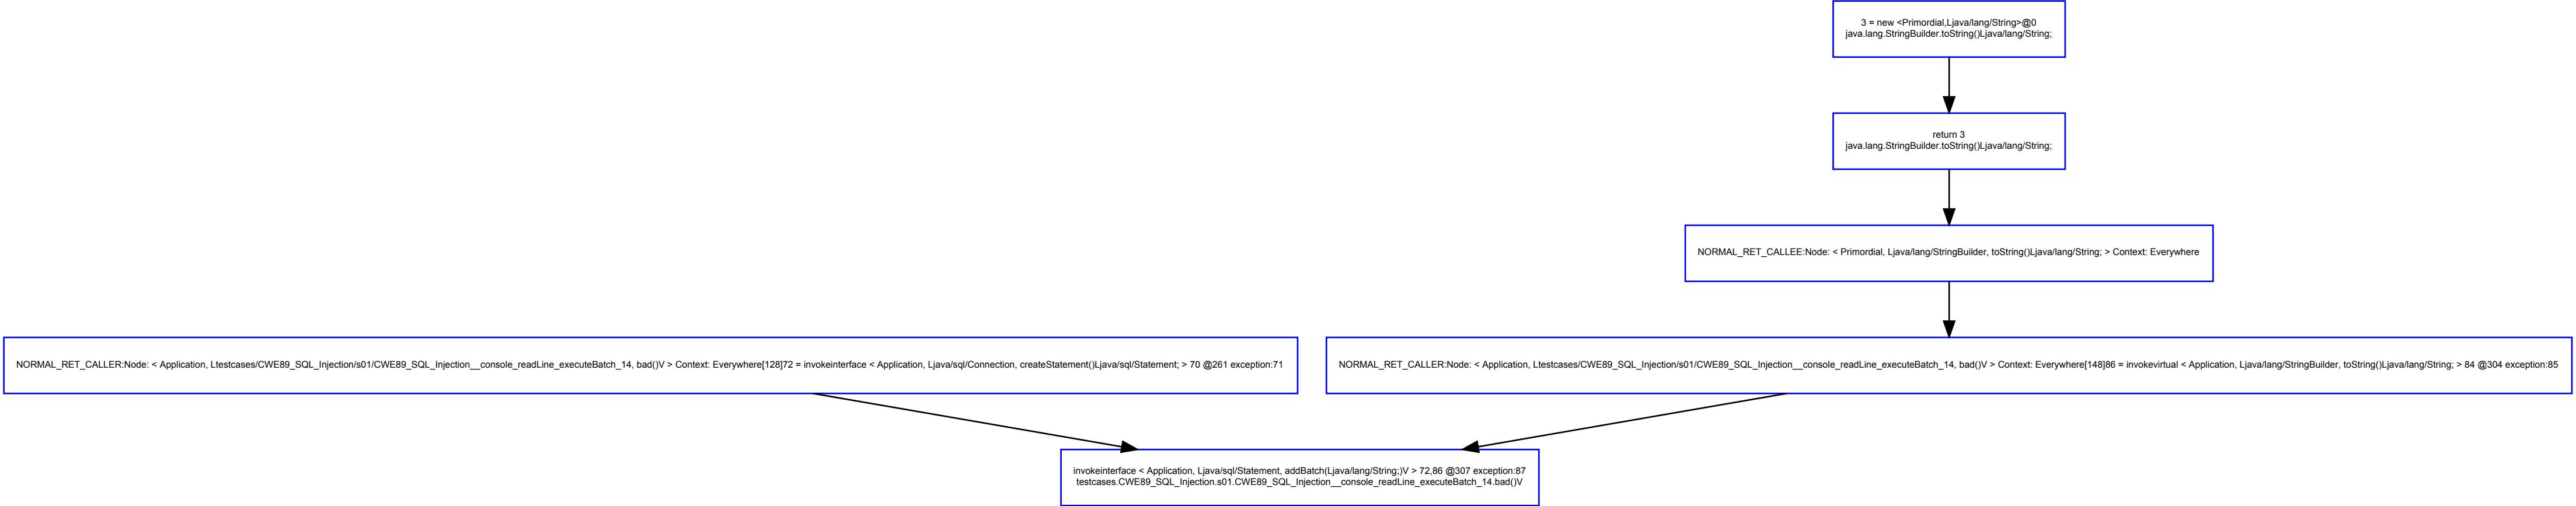 3 = new <Primordial,Ljava/lang/String>@0
java.lang.StringBuilder.toString()Ljava/lang/String;
return 3
java.lang.StringBuilder.toString()Ljava/lang/String;
NORMAL_RET_CALLEE:Node: < Primordial, Ljava/lang/StringBuilder, toString()Ljava/lang/String; > Context: Everywhere
NORMAL_RET_CALLER:Node: < Application, Ltestcases/CWE89_SQL_Injection/s01/CWE89_SQL_Injection__console_readLine_executeBatch_14, bad()V > Context: Everywhere[128]72 = invokeinterface < Application, Ljava/sql/Connection, createStatement()Ljava/sql/Statement; > 70 @261 exception:71
NORMAL_RET_CALLER:Node: < Application, Ltestcases/CWE89_SQL_Injection/s01/CWE89_SQL_Injection__console_readLine_executeBatch_14, bad()V > Context: Everywhere[148]86 = invokevirtual < Application, Ljava/lang/StringBuilder, toString()Ljava/lang/String; > 84 @304 exception:85
invokeinterface < Application, Ljava/sql/Statement, addBatch(Ljava/lang/String;)V > 72,86 @307 exception:87
testcases.CWE89_SQL_Injection.s01.CWE89_SQL_Injection__console_readLine_executeBatch_14.bad()V